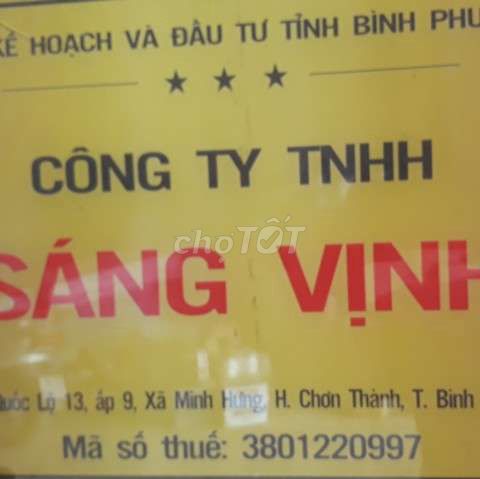 KẾ HOẠCH VÀ ĐẦU TƯ TỈNH BÌNH PHƯ
CÔNG TY TNHH
chợTỐT
SÁNG VỊNH
Quốc Lộ 13, ấp 9, Xã Minh Hưng, H. Chơn Thành, T. Bình
Mã số thuế: 3801220997